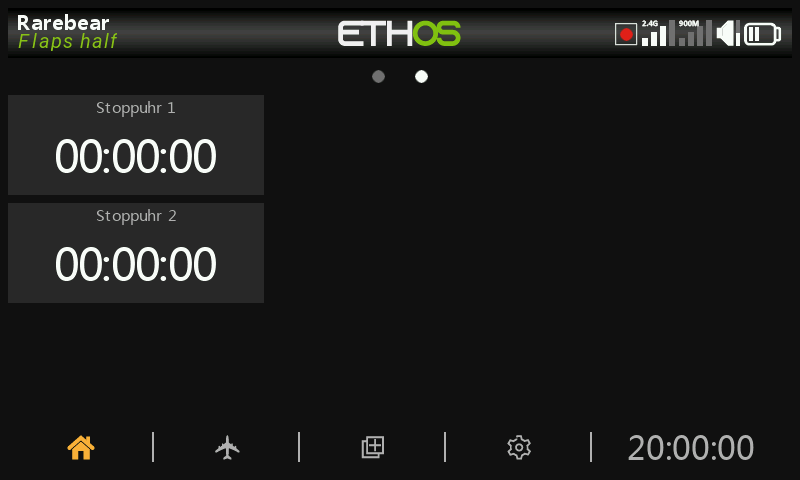 Rarebear
Flaps half
ETHOS
2.4G
900M
Stoppuhr 1
00:00:00
Stoppuhr 2
00:00:00
20:00:00